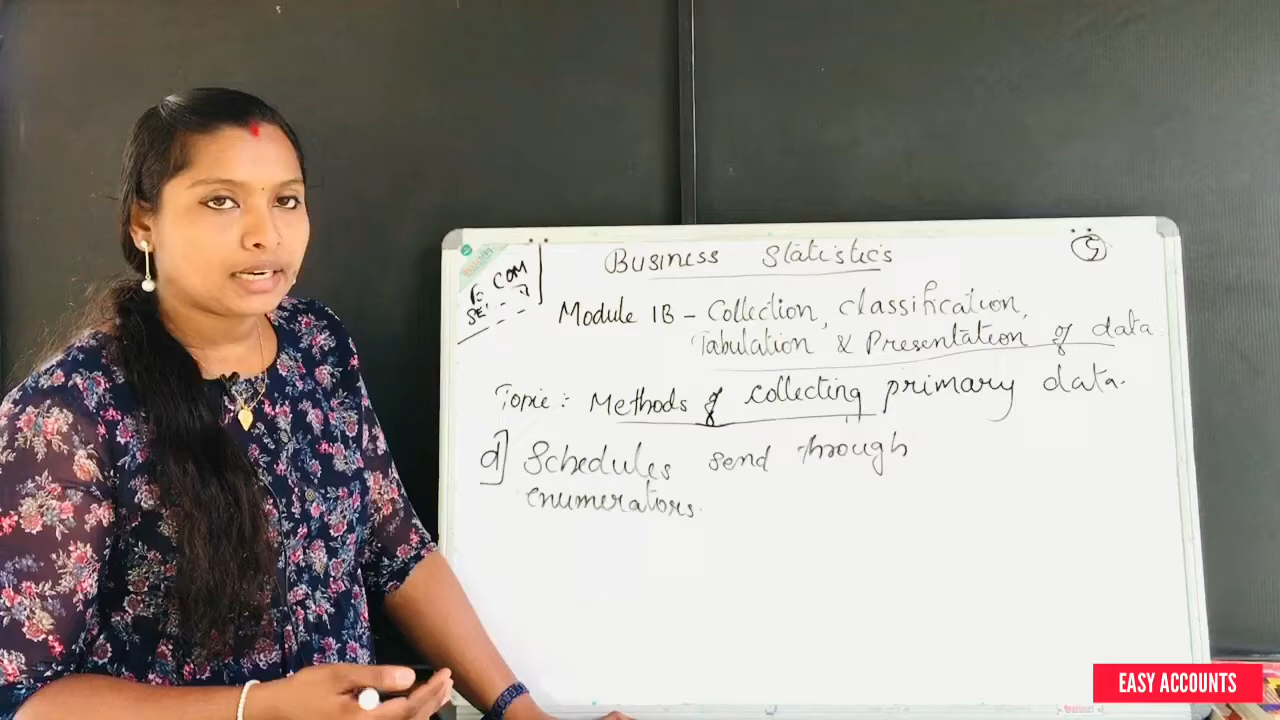 B. COM
Business Statistics
5
Module 1B - Collection, classification,
Tabulation & Presentation of data
Topic: Methods of collecting primary data.
d] Schedules send through
enumerators.
EASY ACCOUNTS